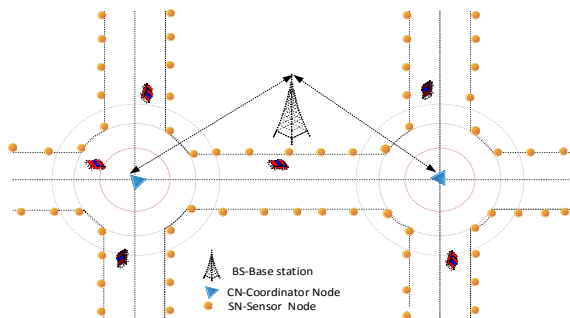 BS-Base station
CN-Coordinator Node
SN-Sensor Node